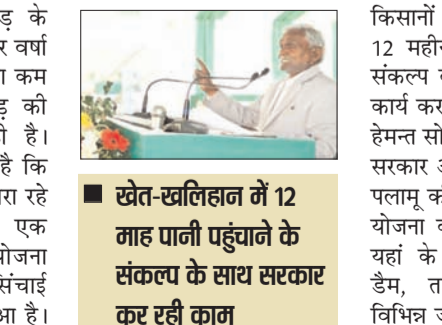 ड़ के
र वर्षा
ा कम
ड़ की
ी है।
है कि
रा रहे
एक
योजना
संचाई
आ है।
■ खेत-खलिहान में 12
माह पानी पहुंचाने के
संकल्प के साथ सरकार
कर रही काम
किसानों
12 महीन
संकल्प
कार्य कर
हेमन्त सो
सरकार
पलामू क
योजना
यहां के
डैम, त
विभिन्न